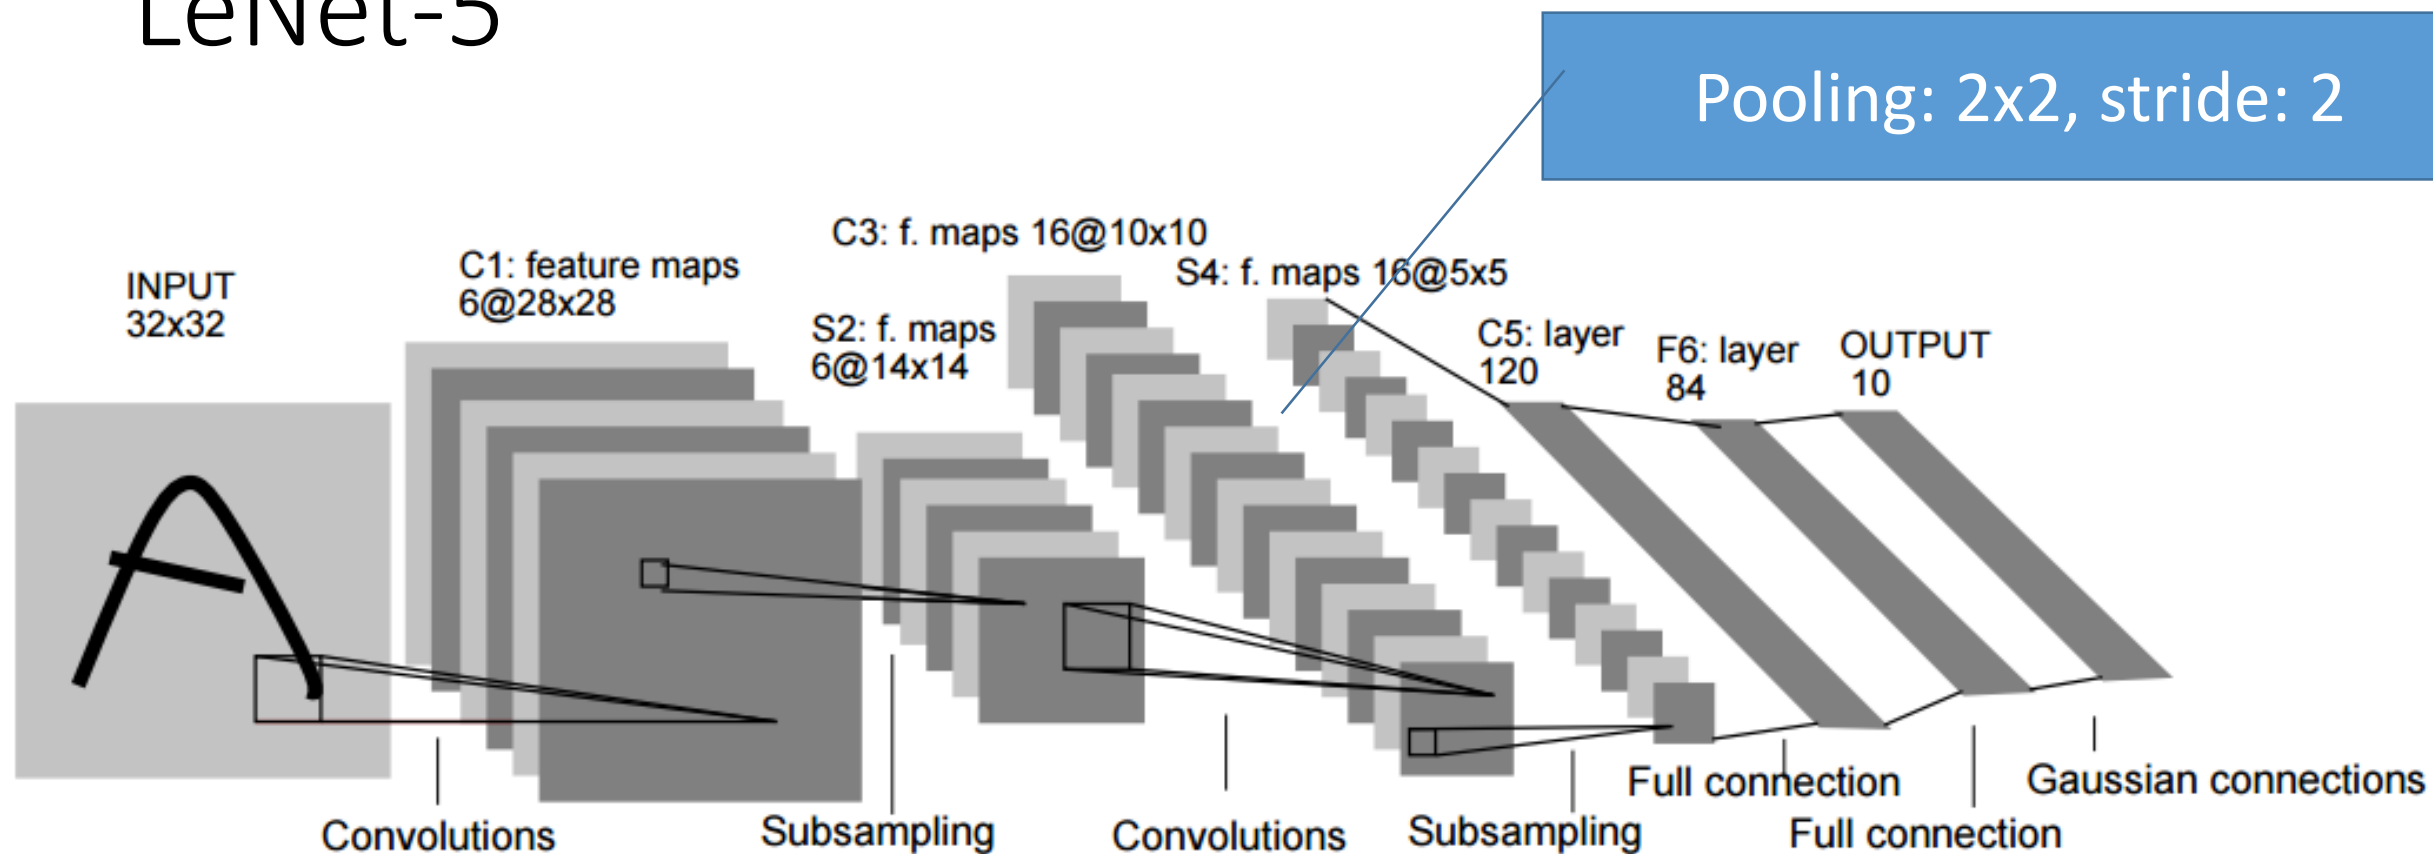 LeNet-5
Pooling: 2x2, stride: 2
INPUT
32x32
C1: feature maps
6@28x28
S2: f. maps
6@14x14
C3: f. maps 16@10x10
S4: f. maps 16@5x5
C5: layer
120
F6: layer
84
OUTPUT
10
Convolutions
Subsampling
Convolutions
Subsampling
Full connection
Full connection
Gaussian connections